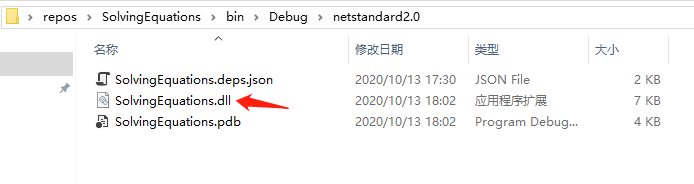 repos > SolvingEquations > bin > Debug > netstandard2.0
名称 修改日期 类型 大小
SolvingEquations.deps.json 2020/10/13 17:30 JSON File 2 KB
SolvingEquations.dll 2020/10/13 18:02 应用程序扩展 7 KB
SolvingEquations.pdb 2020/10/13 18:02 Program Debug... 4 KB